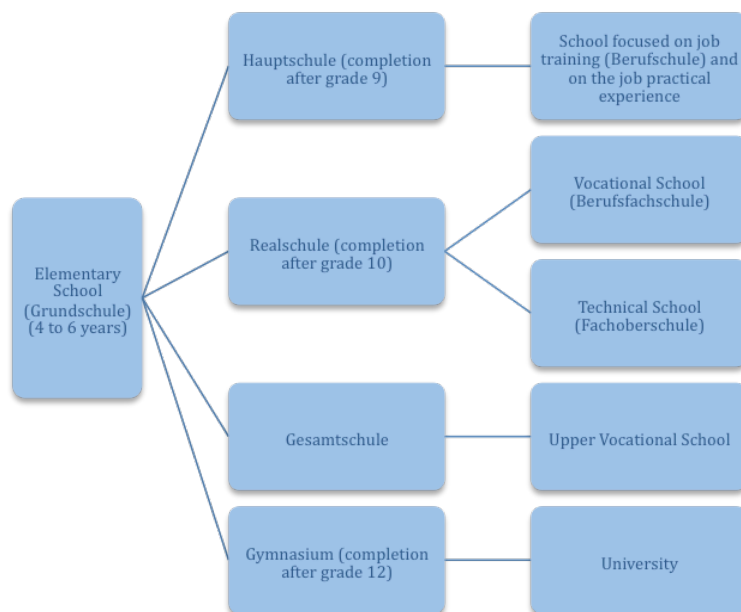 Elementary
School
(Grundschule)
(4 to 6 years)
Hauptschule (completion
after grade 9)
School focused on job
training (Berufschule) and
on the job practical
experience
Realschule (completion
after grade 10)
Vocational School
(Berufsfachschule)
Technical School
(Fachoberschule)
Gesamtschule
Upper Vocational School
Gymnasium (completion
after grade 12)
University